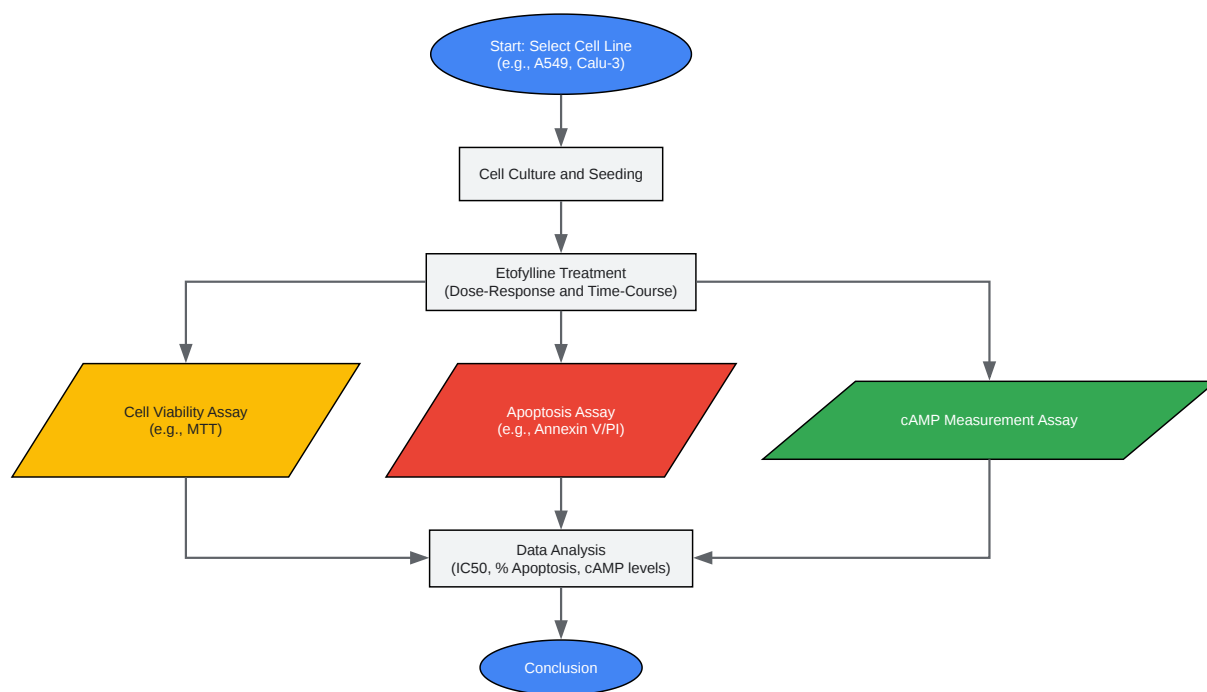 Start: Select Cell Line
(e.g., A549, Calu-3)
Cell Culture and Seeding
Etofylline Treatment
(Dose-Response and Time-Course)
Cell Viability Assay
(e.g., MTT)
Apoptosis Assay
(e.g., Annexin V/PI)
cAMP Measurement Assay
Data Analysis
(IC50, % Apoptosis, cAMP levels)
Conclusion